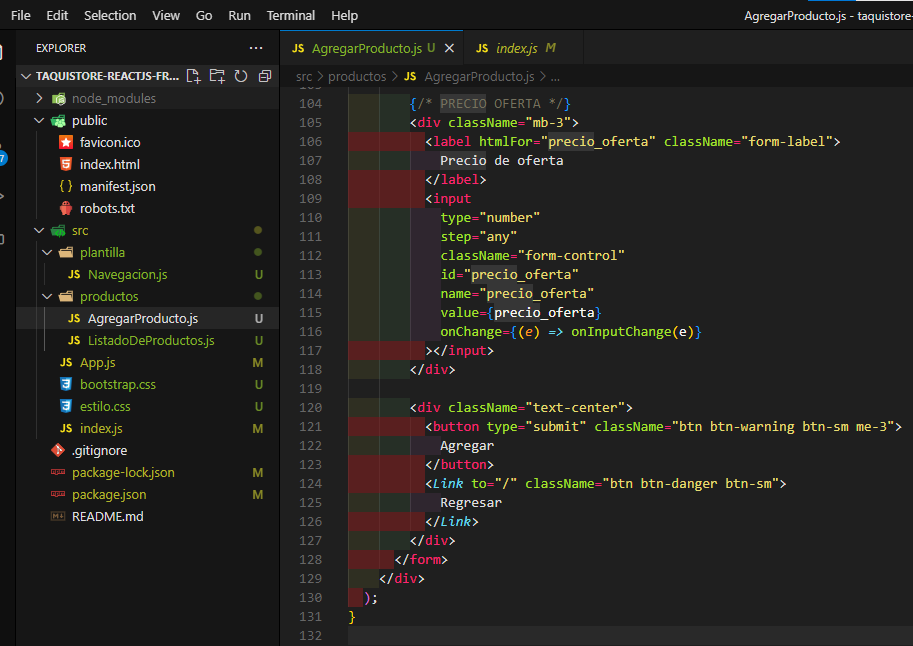 File Edit Selection View Go Run Terminal Help AgregarProducto.js - taquistore-
EXPLORER ···
TAQUISTORE-REACTJS-FR...
node_modules
public
favicon.ico
index.html
{} manifest.json
robots.txt
src
plantilla
JS Navegacion.js U
productos
JS AgregarProducto.js U
JS ListadoDeProductos.js U
JS App.js M
bootstrap.css U
estilo.css U
JS index.js M
.gitignore
package-lock.json M
package.json M
README.md
7
JS AgregarProducto.js U JS index.js M
src > productos > JS AgregarProducto.js > ...
104 {/* PRECIO OFERTA */}
105 <div className="mb-3">
106 <label htmlFor="precio_oferta" className="form-label">
107 Precio de oferta
108 </label>
109 <input
110 type="number"
111 step="any"
112 className="form-control"
113 id="precio_oferta"
114 name="precio_oferta"
115 value={precio_oferta}
116 onChange={(e) => onInputChange(e)}
117 ></input>
118 </div>
119
120 <div className="text-center">
121 <button type="submit" className="btn btn-warning btn-sm me-3">
122 Agregar
123 </button>
124 <Link to="/" className="btn btn-danger btn-sm">
125 Regresar
126 </Link>
127 </div>
128 </form>
129 </div>
130 );
131 }
132